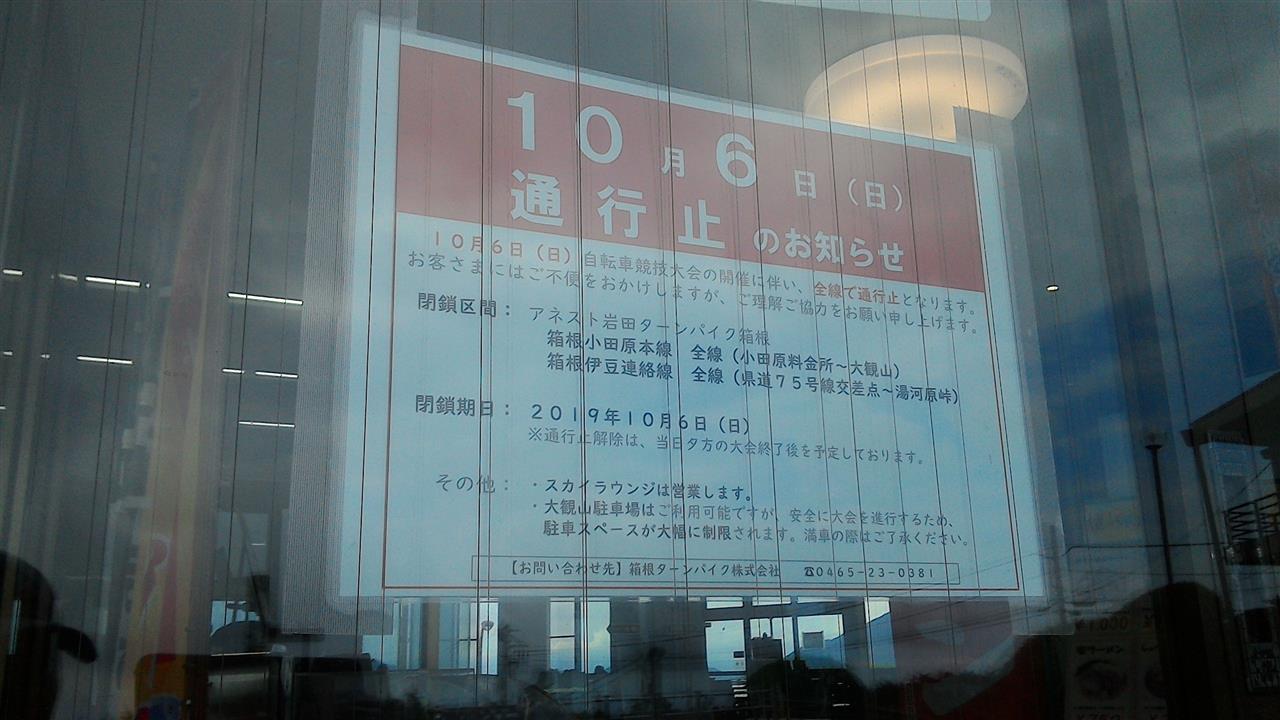 10月6日（日）
通行止のお知らせ
10月6日（日）自転車競技大会の開催に伴い、全線で通行止となります。
お客さまにはご不便をおかけしますが、ご理解ご協力をお願い申し上げます。
閉鎖区間： アネスト岩田ターンパイク箱根
箱根小田原本線　全線（小田原料金所～大観山）
箱根伊豆連絡線　全線（県道75号線交差点～湯河原峠）
閉鎖期日： 2019年10月6日（日）
※通行止解除は、当日夕方の大会終了後を予定しております。
その他： ・スカイラウンジは営業します。
・大観山駐車場はご利用可能ですが、安全に大会を進行するため、
駐車スペースが大幅に制限されます。満車の際はご了承ください。
【お問い合わせ先】箱根ターンパイク株式会社　☎0465-23-0381